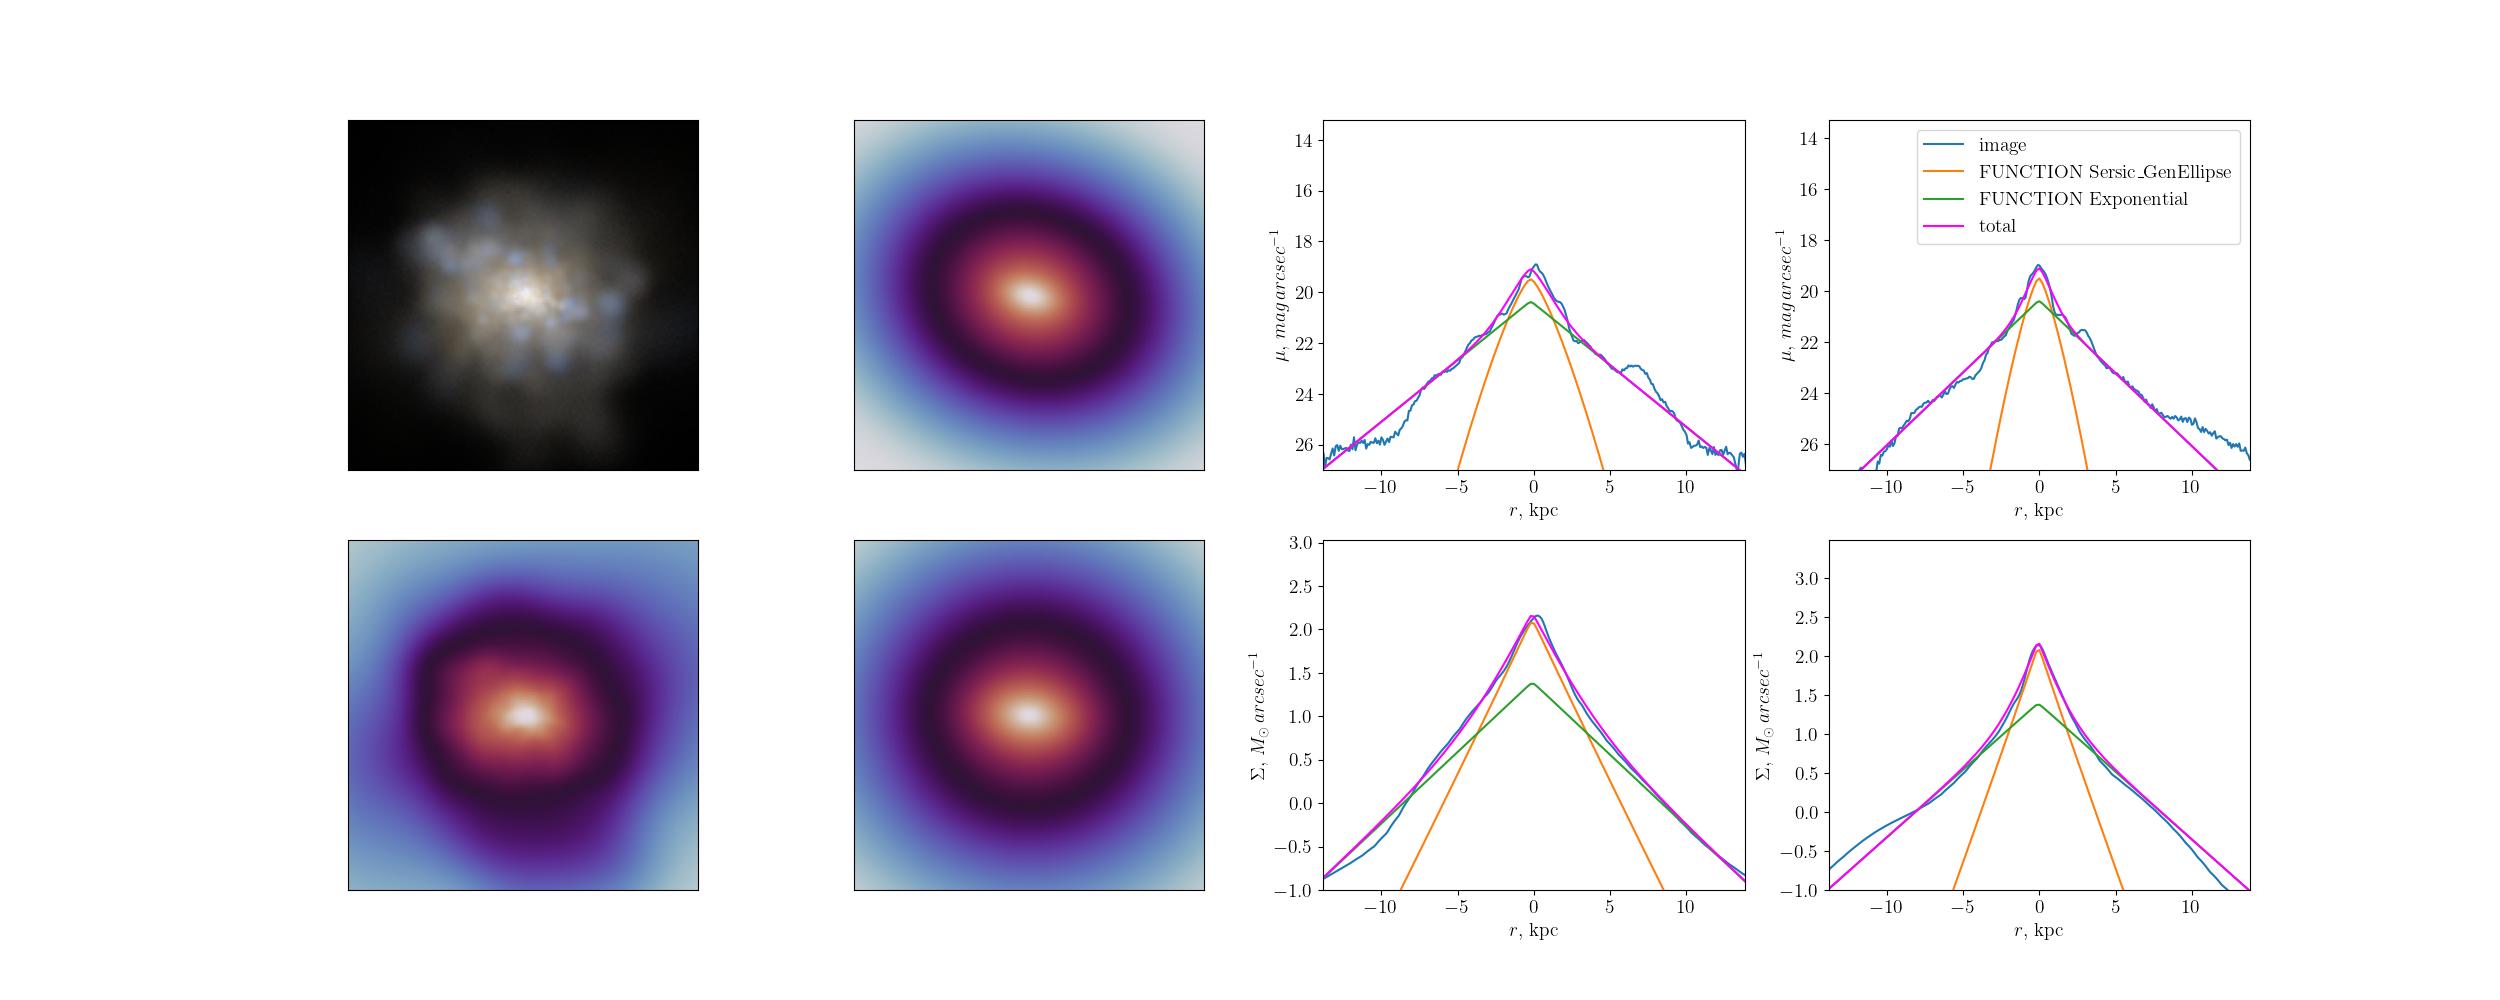 14
16
18
20
22
24
26
μ, magarcsec⁻¹
−10 −5 0 5 10
r, kpc
14
16
18
20
22
24
26
μ, magarcsec⁻¹
image
FUNCTION Sersic_GenEllipse
FUNCTION Exponential
total
−10 −5 0 5 10
r, kpc
3.0
2.5
2.0
1.5
1.0
0.5
0.0
−0.5
−1.0
Σ, M⊙ arcsec⁻¹
−10 −5 0 5 10
r, kpc
3.0
2.5
2.0
1.5
1.0
0.5
0.0
−0.5
−1.0
Σ, M⊙ arcsec⁻¹
−10 −5 0 5 10
r, kpc